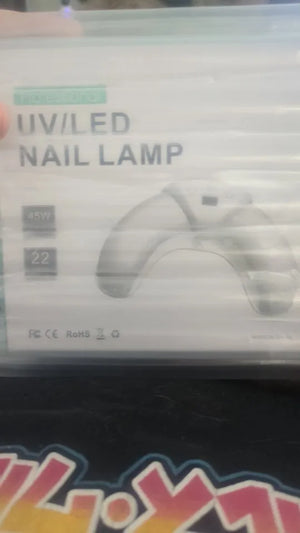 UV/LED
NAIL LAMP
45W
22
FC CE RoHS